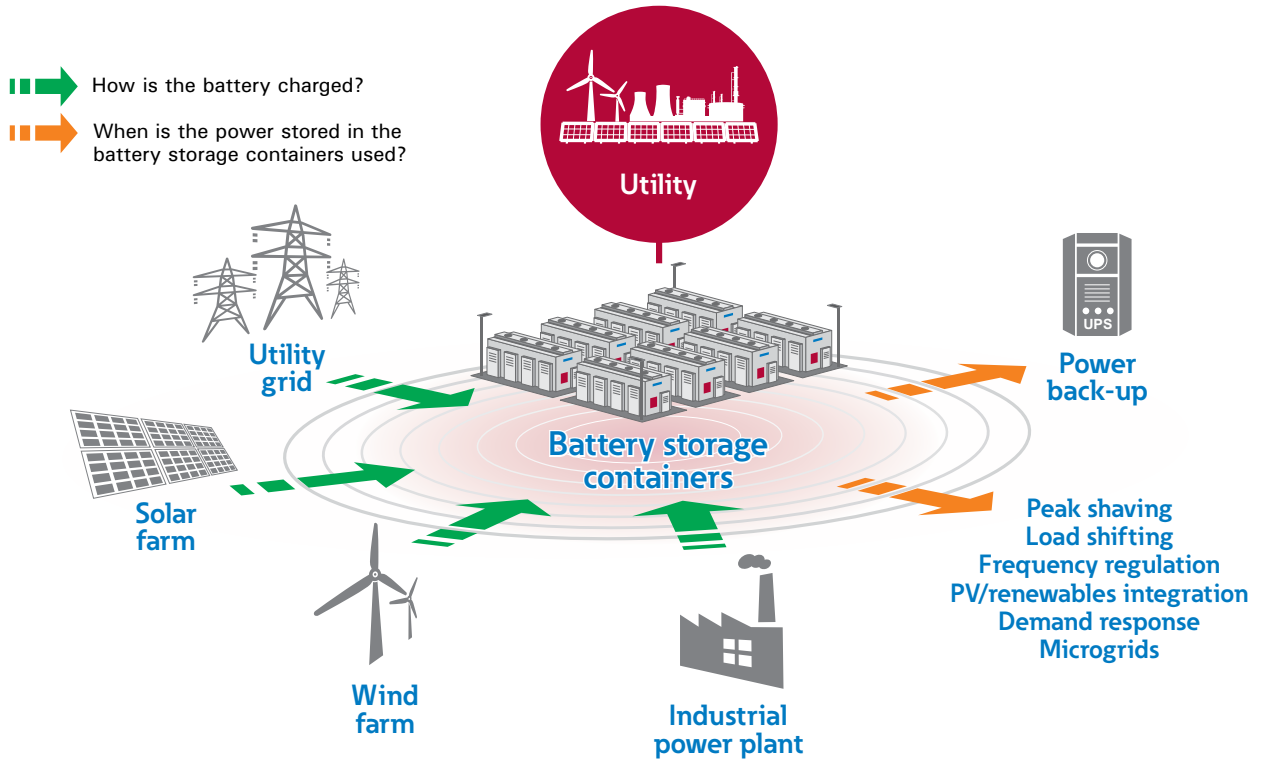 How is the battery charged?
When is the power stored in the
battery storage containers used?
Utility
Utility
grid
UPS
Power
back-up
Battery storage
containers
Solar
farm
Peak shaving
Load shifting
Frequency regulation
PV/renewables integration
Demand response
Microgrids
Wind
farm
Industrial
power plant